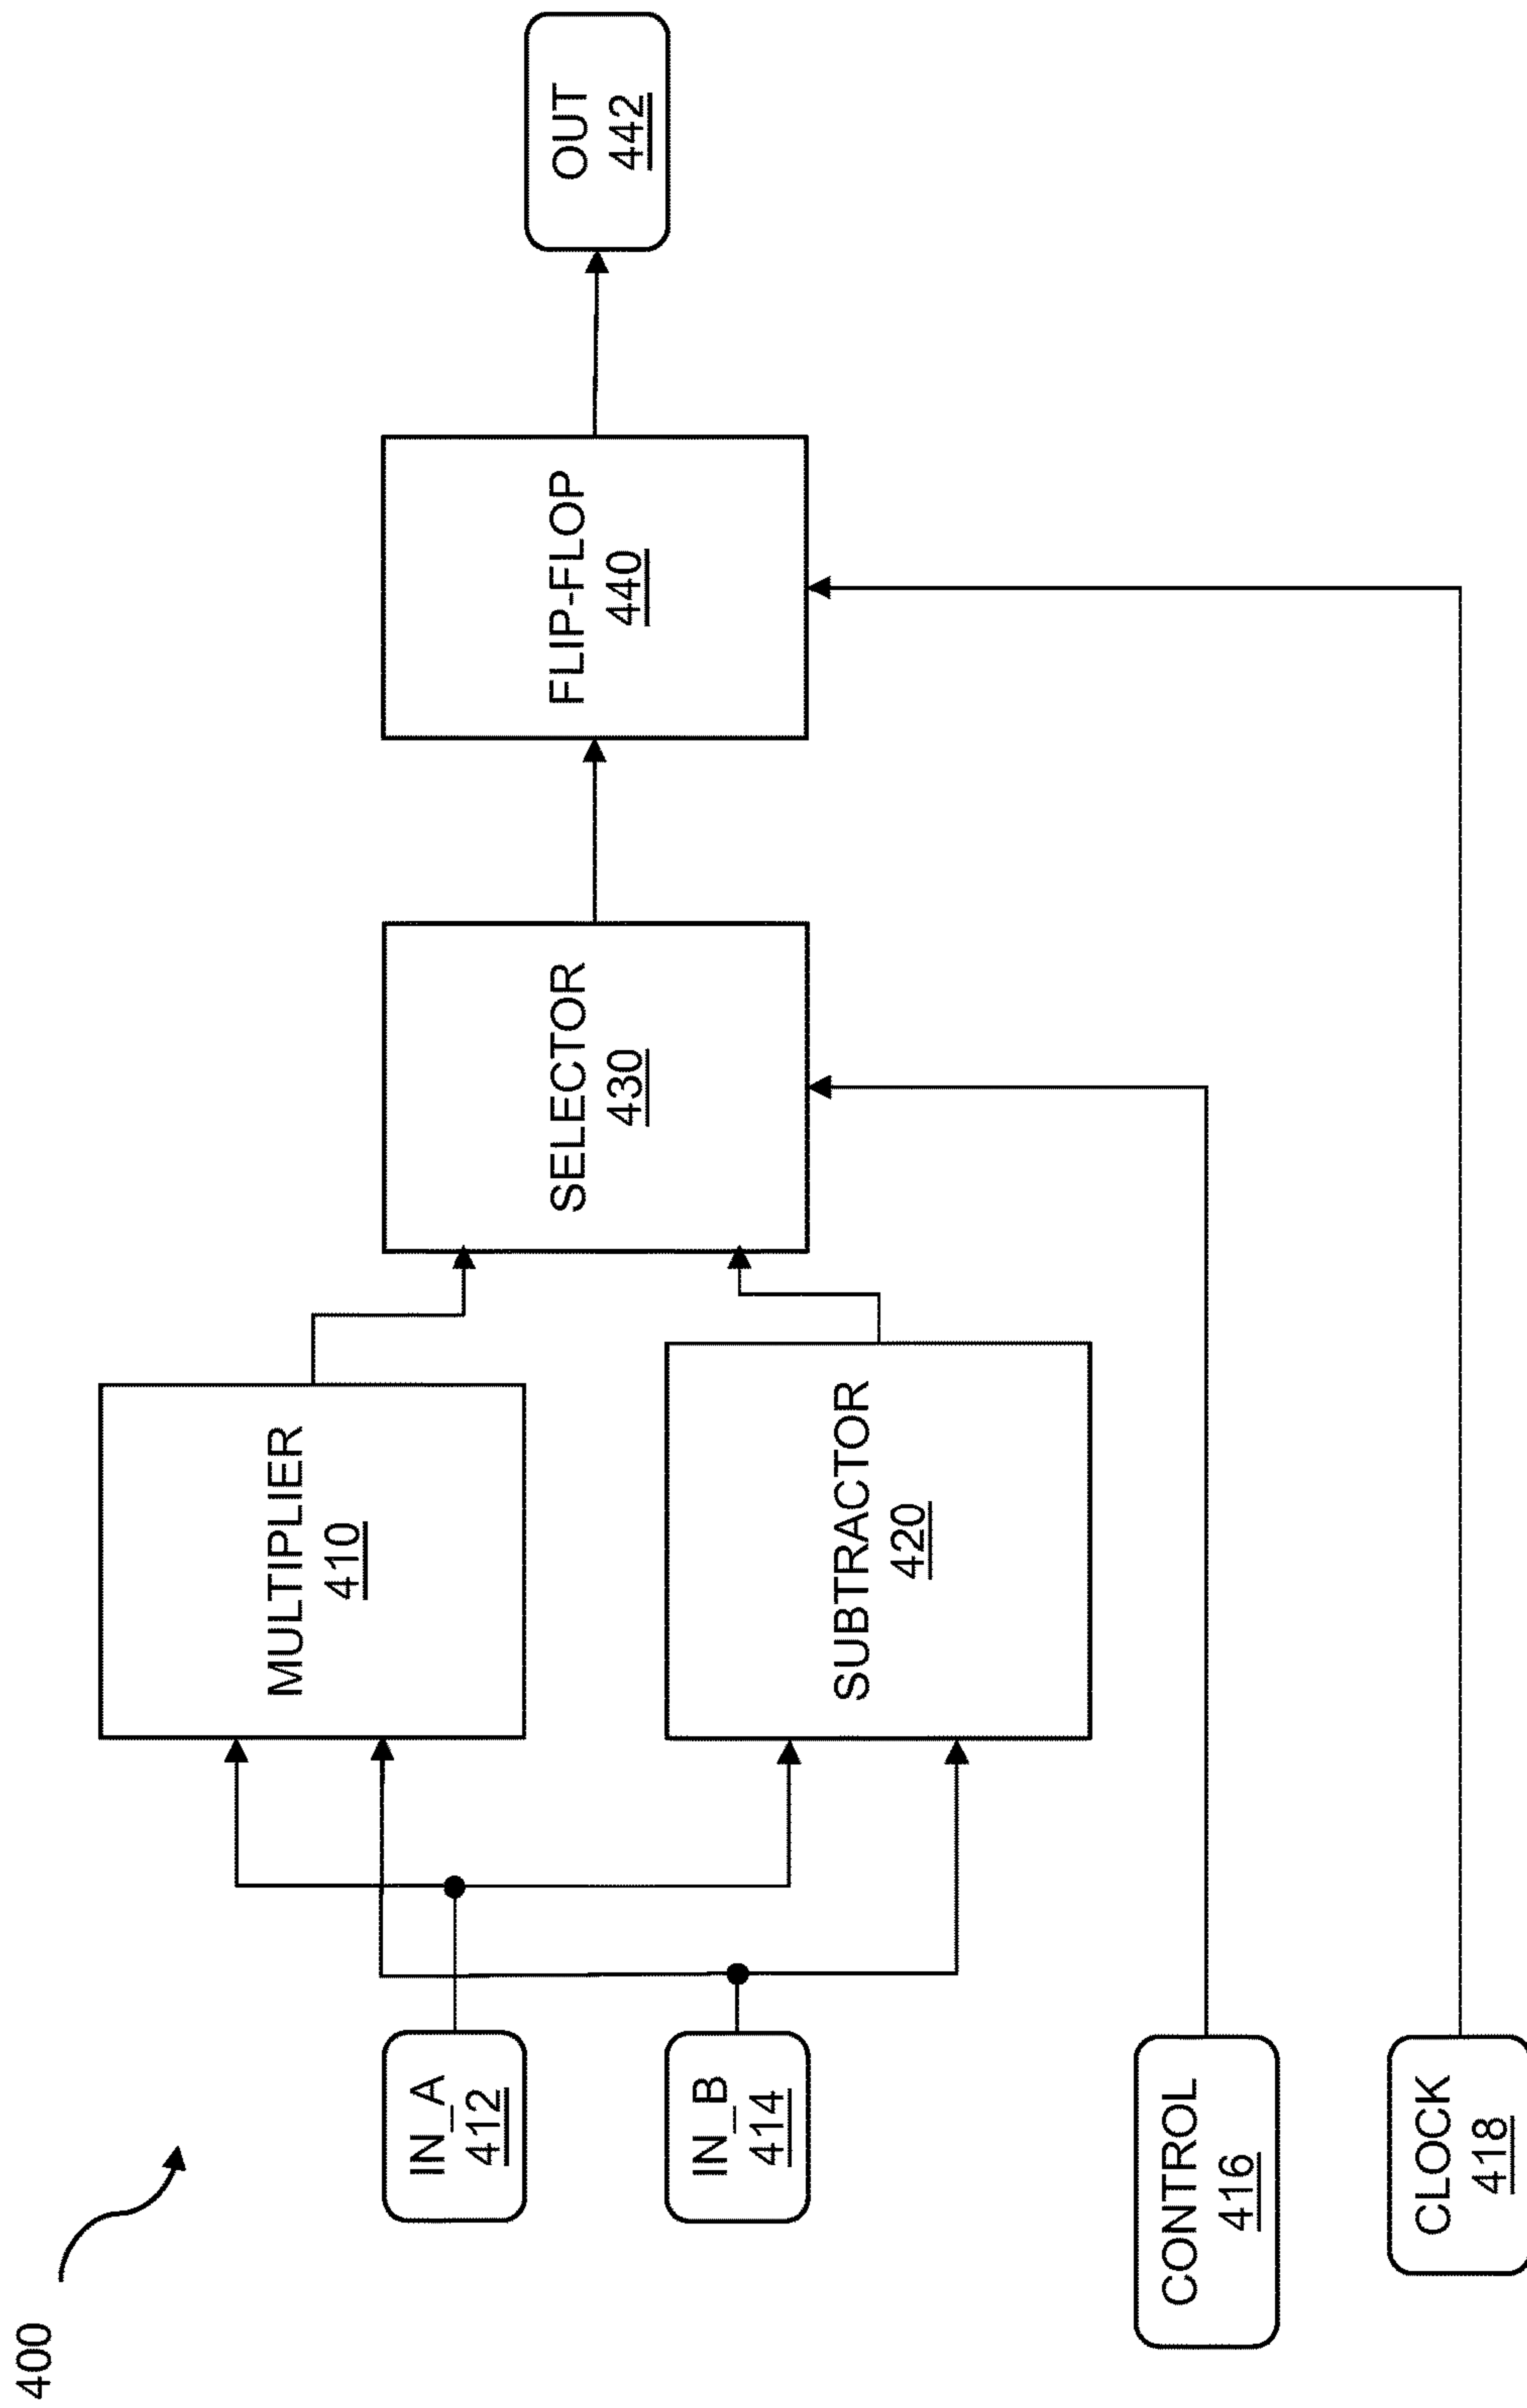 400
IN_A
412
IN_B
414
CONTROL
416
CLOCK
418
MULTIPLIER
410
SUBTRACTOR
420
SELECTOR
430
FLIP-FLOP
440
OUT
442